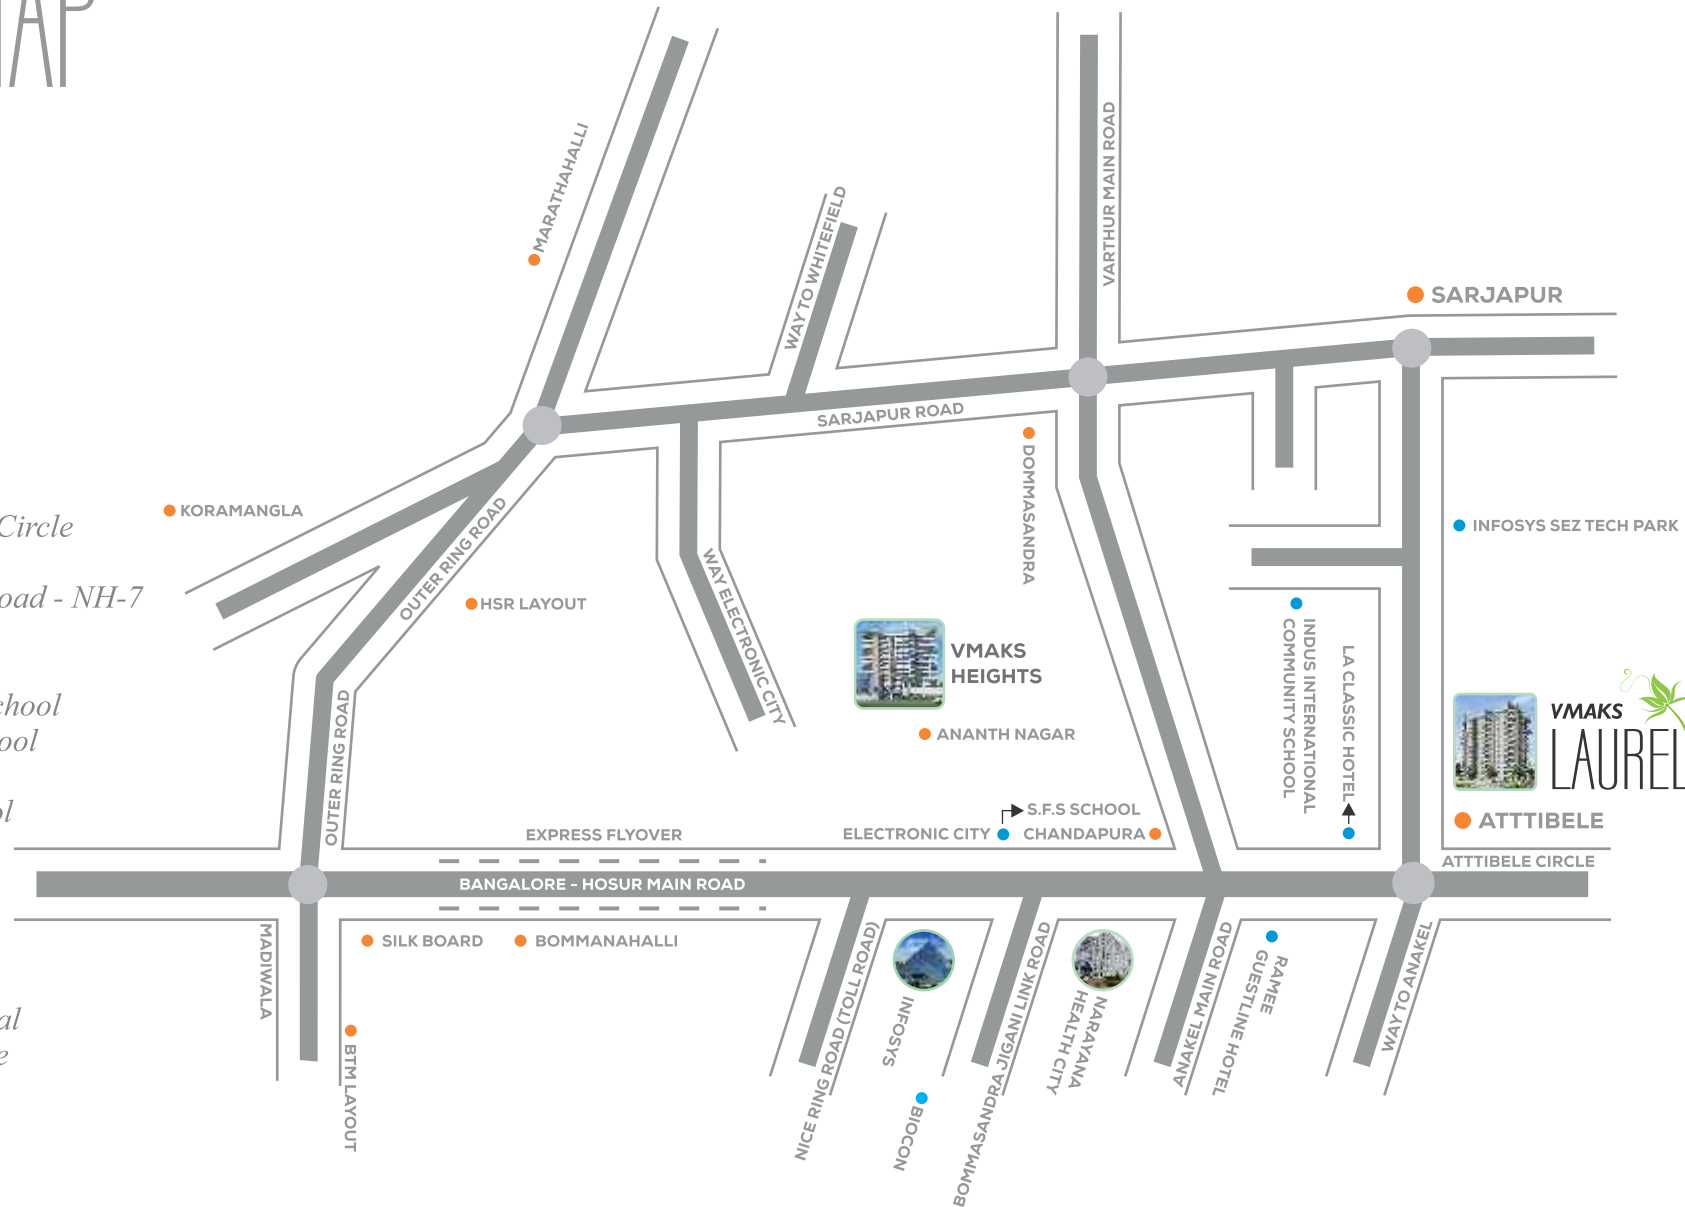 MAP
MARATHAHALLI
WAY TO WHITEFIELD
VARTHUR MAIN ROAD
SARJAPUR
SARJAPUR ROAD
KORAMANGLA
Circle
OUTER RING ROAD
DOMMASANDRA
INFOSYS SEZ TECH PARK
oad - NH-7
HSR LAYOUT
WAY ELECTRONIC CITY
VMAKS
HEIGHTS
INDUS INTERNATIONAL
COMMUNITY SCHOOL
LA CLASSIC HOTEL
chool
ool
OUTER RING ROAD
ANANTH NAGAR
VMAKS
LAUREL
ol
S.F.S SCHOOL
ATTTIBELE
EXPRESS FLYOVER
ELECTRONIC CITY
CHANDAPURA
ATTTIBELE CIRCLE
BANGALORE - HOSUR MAIN ROAD
MADIWALA
SILK BOARD
BOMMANAHALLI
NICE RING ROAD (TOLL ROAD)
INFOSYS
BOMMASANDRA JIGANI LINK ROAD
NARAYANA
HEALTH CITY
ANAKEL MAIN ROAD
RAMEE
GUESTLINE HOTEL
WAY TO ANAKEL
al
e
BTM LAYOUT
BIOCON